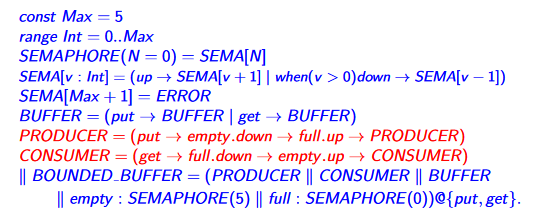 const Max = 5
range Int = 0..Max
SEMAPHORE(N = 0) = SEMA[N]
SEMA[v : Int] = (up → SEMA[v + 1] | when(v > 0)down → SEMA[v − 1])
SEMA[Max + 1] = ERROR
BUFFER = (put → BUFFER | get → BUFFER)
PRODUCER = (put → empty.down → full.up → PRODUCER)
CONSUMER = (get → full.down → empty.up → CONSUMER)
∥ BOUNDED_BUFFER = (PRODUCER ∥ CONSUMER ∥ BUFFER
∥ empty : SEMAPHORE(5) ∥ full : SEMAPHORE(0))@{put, get}.